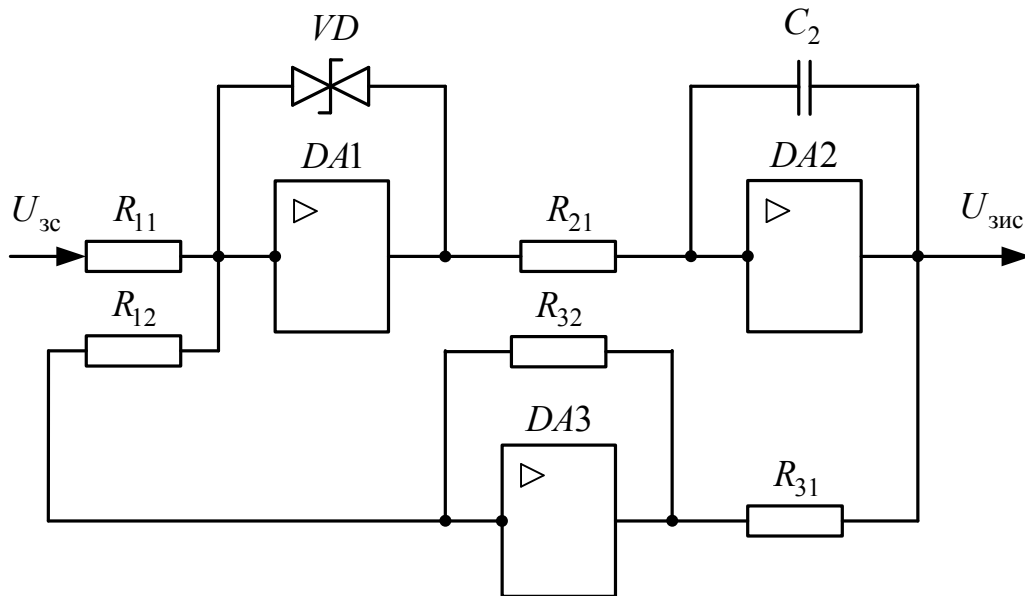 VD
C₂
DA1
DA2
Uзс
R₁₁
R₂₁
Uзис
R₁₂
R₃₂
DA3
R₃₁